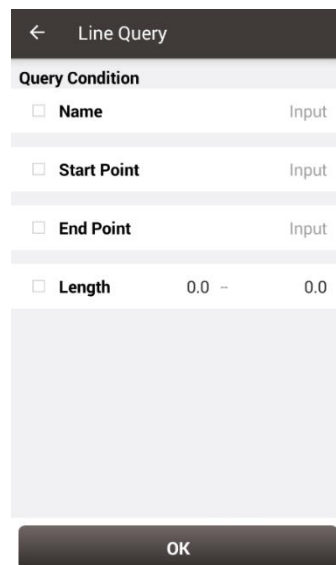 Line Query
Query Condition
Name Input
Start Point Input
End Point Input
Length 0.0 -- 0.0
OK